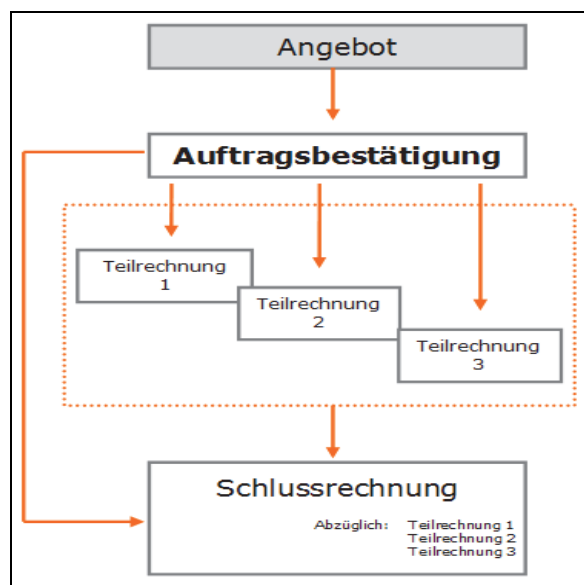 Angebot
Auftragsbestätigung
Teilrechnung
1
Teilrechnung
2
Teilrechnung
3
Schlussrechnung
Abzüglich: Teilrechnung 1
Teilrechnung 2
Teilrechnung 3